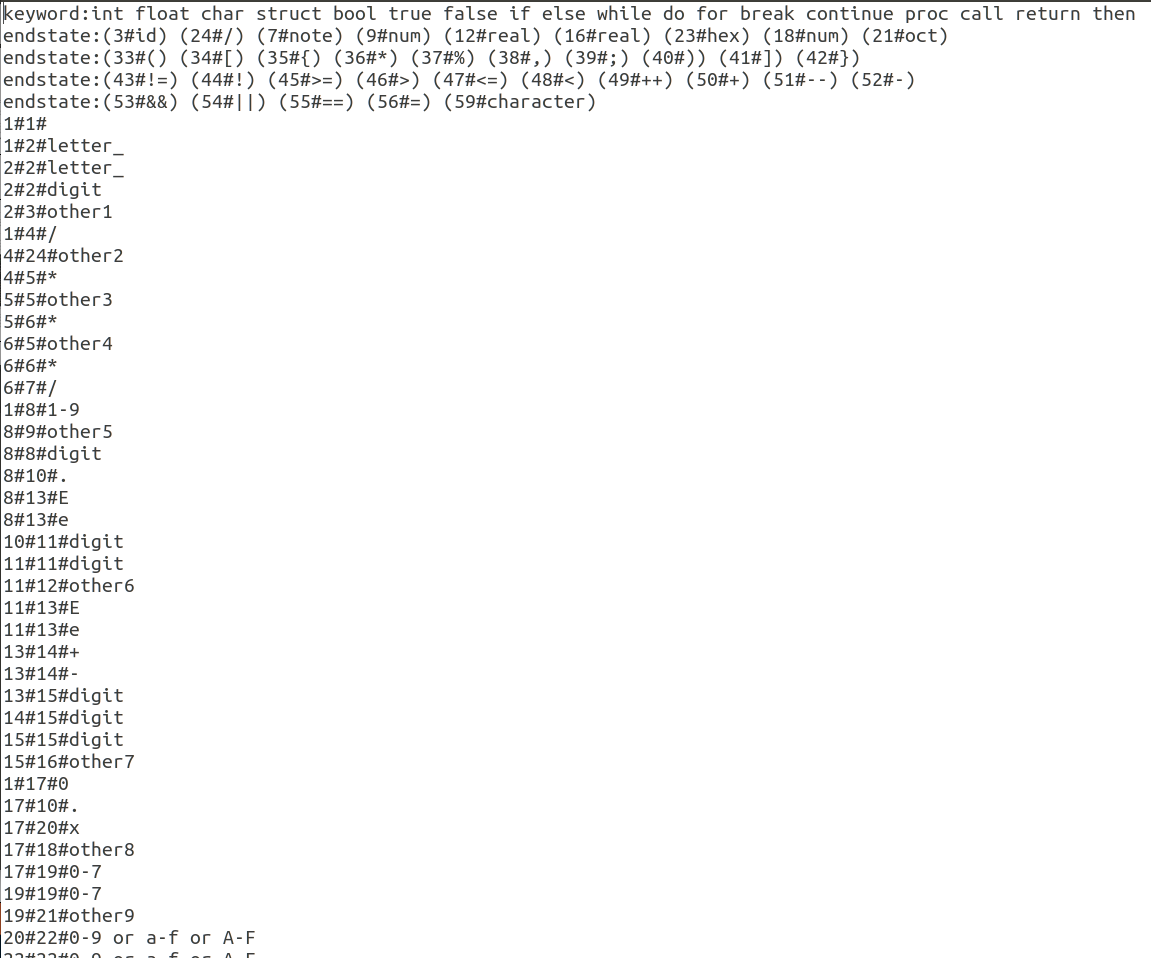 keyword:int float char struct bool true false if else while do for break continue proc call return then
endstate:(3#id) (24#/) (7#note) (9#num) (12#real) (16#real) (23#hex) (18#num) (21#oct)
endstate:(33#() (34#[) (35#{) (36#*) (37#%) (38#,) (39#;) (40#)) (41#]) (42#})
endstate:(43#!=) (44#!) (45#>=) (46#>) (47#<=) (48#<) (49#++) (50#+) (51#--) (52#-)
endstate:(53#&&) (54#||) (55#==) (56#=) (59#character)
1#1#
1#2#letter_
2#2#letter_
2#2#digit
2#3#other1
1#4#/
4#24#other2
4#5#*
5#5#other3
5#6#*
6#5#other4
6#6#*
6#7#/
1#8#1-9
8#9#other5
8#8#digit
8#10#.
8#13#E
8#13#e
10#11#digit
11#11#digit
11#12#other6
11#13#E
11#13#e
13#14#+
13#14#-
13#15#digit
14#15#digit
15#15#digit
15#16#other7
1#17#0
17#10#.
17#20#x
17#18#other8
17#19#0-7
19#19#0-7
19#21#other9
20#22#0-9 or a-f or A-F
22#22#0-9 or a-f or A-F